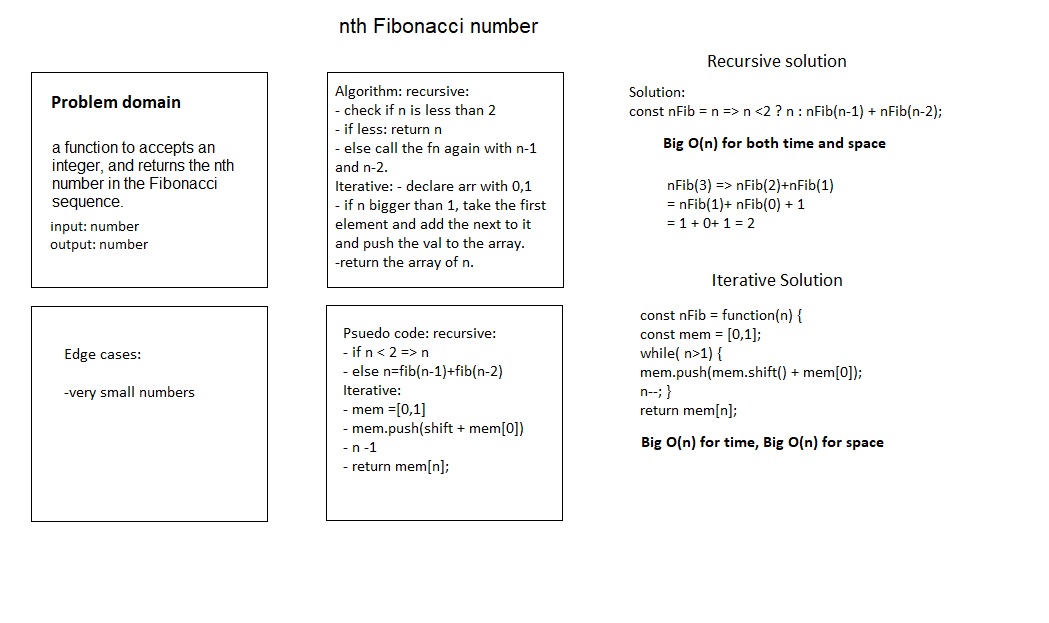 nth Fibonacci number
Problem domain
a function to accepts an
integer, and returns the nth
number in the Fibonacci
sequence.
input: number
output: number
Algorithm: recursive:
- check if n is less than 2
- if less: return n
- else call the fn again with n-1
and n-2.
Iterative: - declare arr with 0,1
- if n bigger than 1, take the first
element and add the next to it
and push the val to the array.
-return the array of n.
Edge cases:
-very small numbers
Psuedo code: recursive:
- if n < 2 => n
- else n=fib(n-1)+fib(n-2)
Iterative:
- mem =[0,1]
- mem.push(shift + mem[0])
- n -1
- return mem[n];
Recursive solution
Solution:
const nFib = n => n <2 ? n : nFib(n-1) + nFib(n-2);
Big O(n) for both time and space
nFib(3) => nFib(2)+nFib(1)
= nFib(1)+ nFib(0) + 1
= 1 + 0+ 1 = 2
Iterative Solution
const nFib = function(n) {
const mem = [0,1];
while( n>1) {
mem.push(mem.shift() + mem[0]);
n--; }
return mem[n];
Big O(n) for time, Big O(n) for space